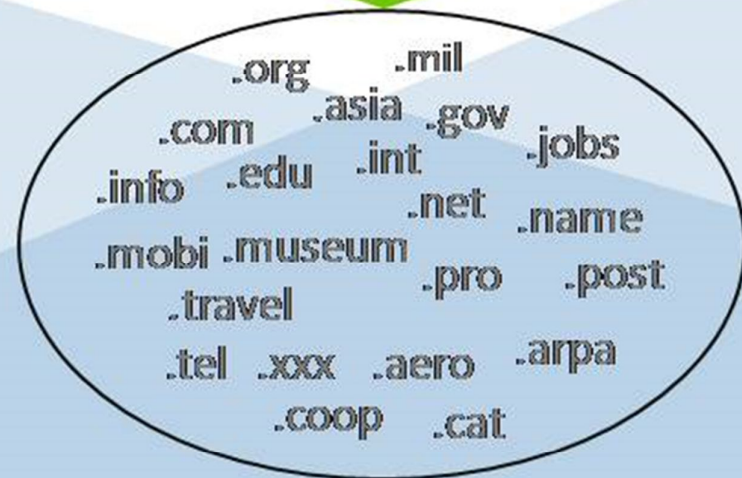 .org .mil
.asia .gov
.com .int .jobs
.info .edu
.net .name
.mobi .museum
.pro .post
.travel
.tel .xxx .aero .arpa
.coop .cat